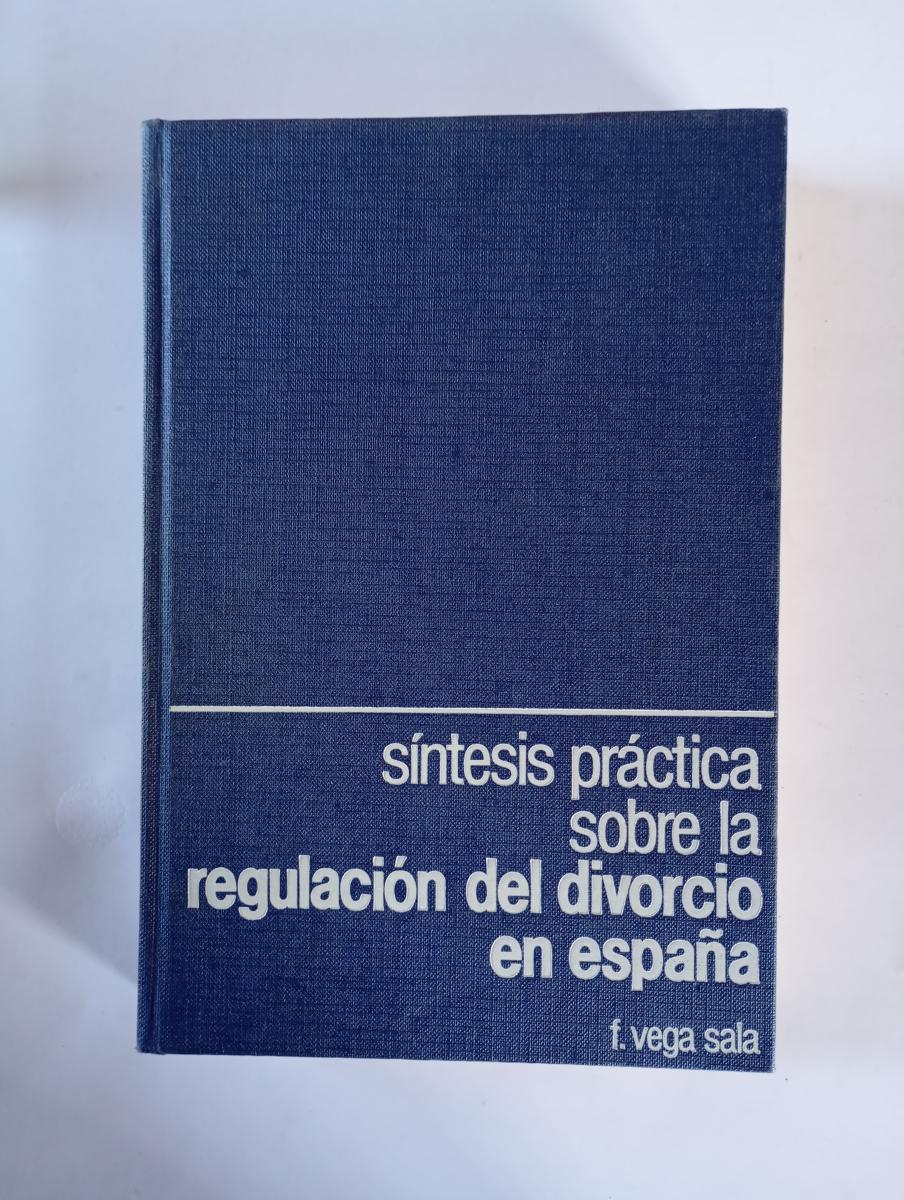 síntesis práctica
sobre la
regulación del divorcio
en españa
f. vega sala